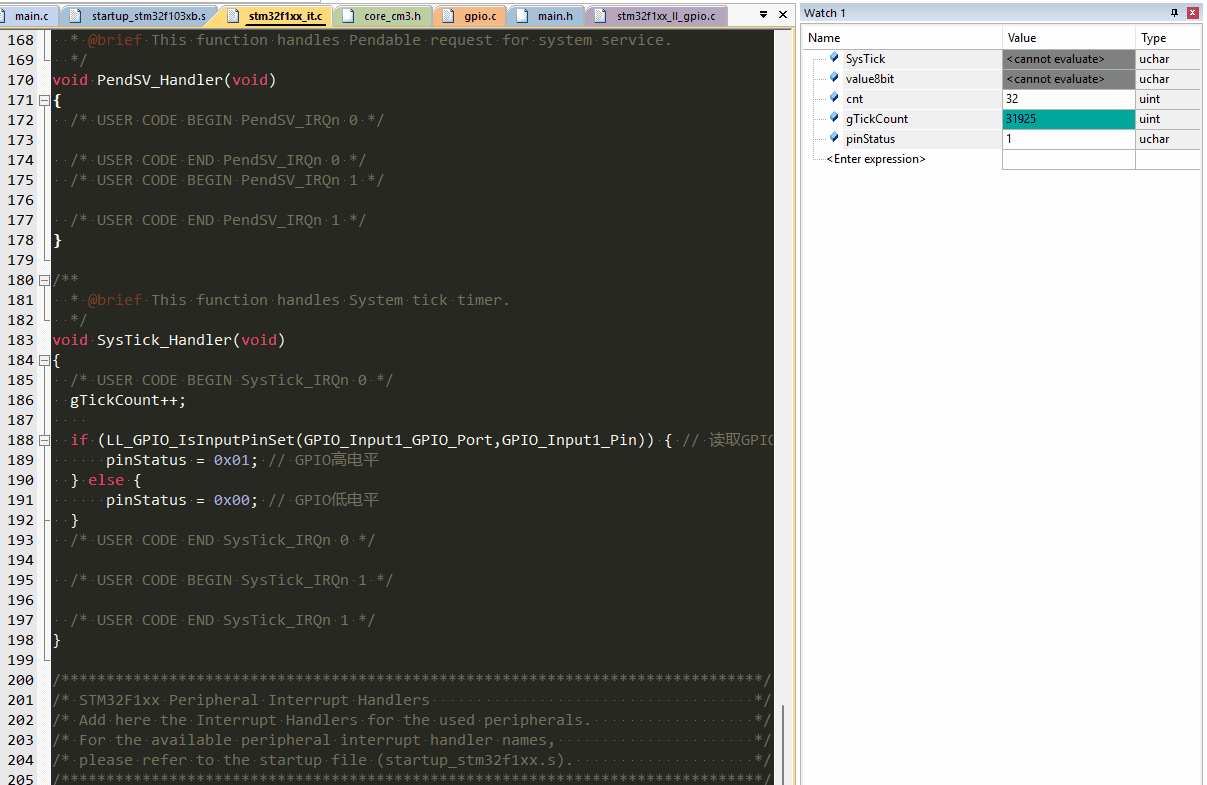 main.c startup_stm32f103xb.s stm32f1xx_it.c core_cm3.h gpio.c main.h stm32f1xx_ll_gpio.c
168 * @brief This function handles Pendable request for system service.
169 */
170 void PendSV_Handler(void)
171 {
172 /* USER CODE BEGIN PendSV_IRQn 0 */
173
174 /* USER CODE END PendSV_IRQn 0 */
175 /* USER CODE BEGIN PendSV_IRQn 1 */
176
177 /* USER CODE END PendSV_IRQn 1 */
178 }
179
180 /**
181 * @brief This function handles System tick timer.
182 */
183 void SysTick_Handler(void)
184 {
185 /* USER CODE BEGIN SysTick_IRQn 0 */
186 gTickCount++;
187
188 if (LL_GPIO_IsInputPinSet(GPIO_Input1_GPIO_Port,GPIO_Input1_Pin)) { // 读取GPIO
189 pinStatus = 0x01; // GPIO高电平
190 } else {
191 pinStatus = 0x00; // GPIO低电平
192 }
193 /* USER CODE END SysTick_IRQn 0 */
194
195 /* USER CODE BEGIN SysTick_IRQn 1 */
196
197 /* USER CODE END SysTick_IRQn 1 */
198 }
199
200 /******************************************************************************/
201 /* STM32F1xx Peripheral Interrupt Handlers */
202 /* Add here the Interrupt Handlers for the used peripherals. */
203 /* For the available peripheral interrupt handler names, */
204 /* please refer to the startup file (startup_stm32f1xx.s). */
205 /******************************************************************************/
Watch 1
Name Value Type
SysTick <cannot evaluate> uchar
value8bit <cannot evaluate> uchar
cnt 32 uint
gTickCount 31925 uint
pinStatus 1 uchar
<Enter expression>